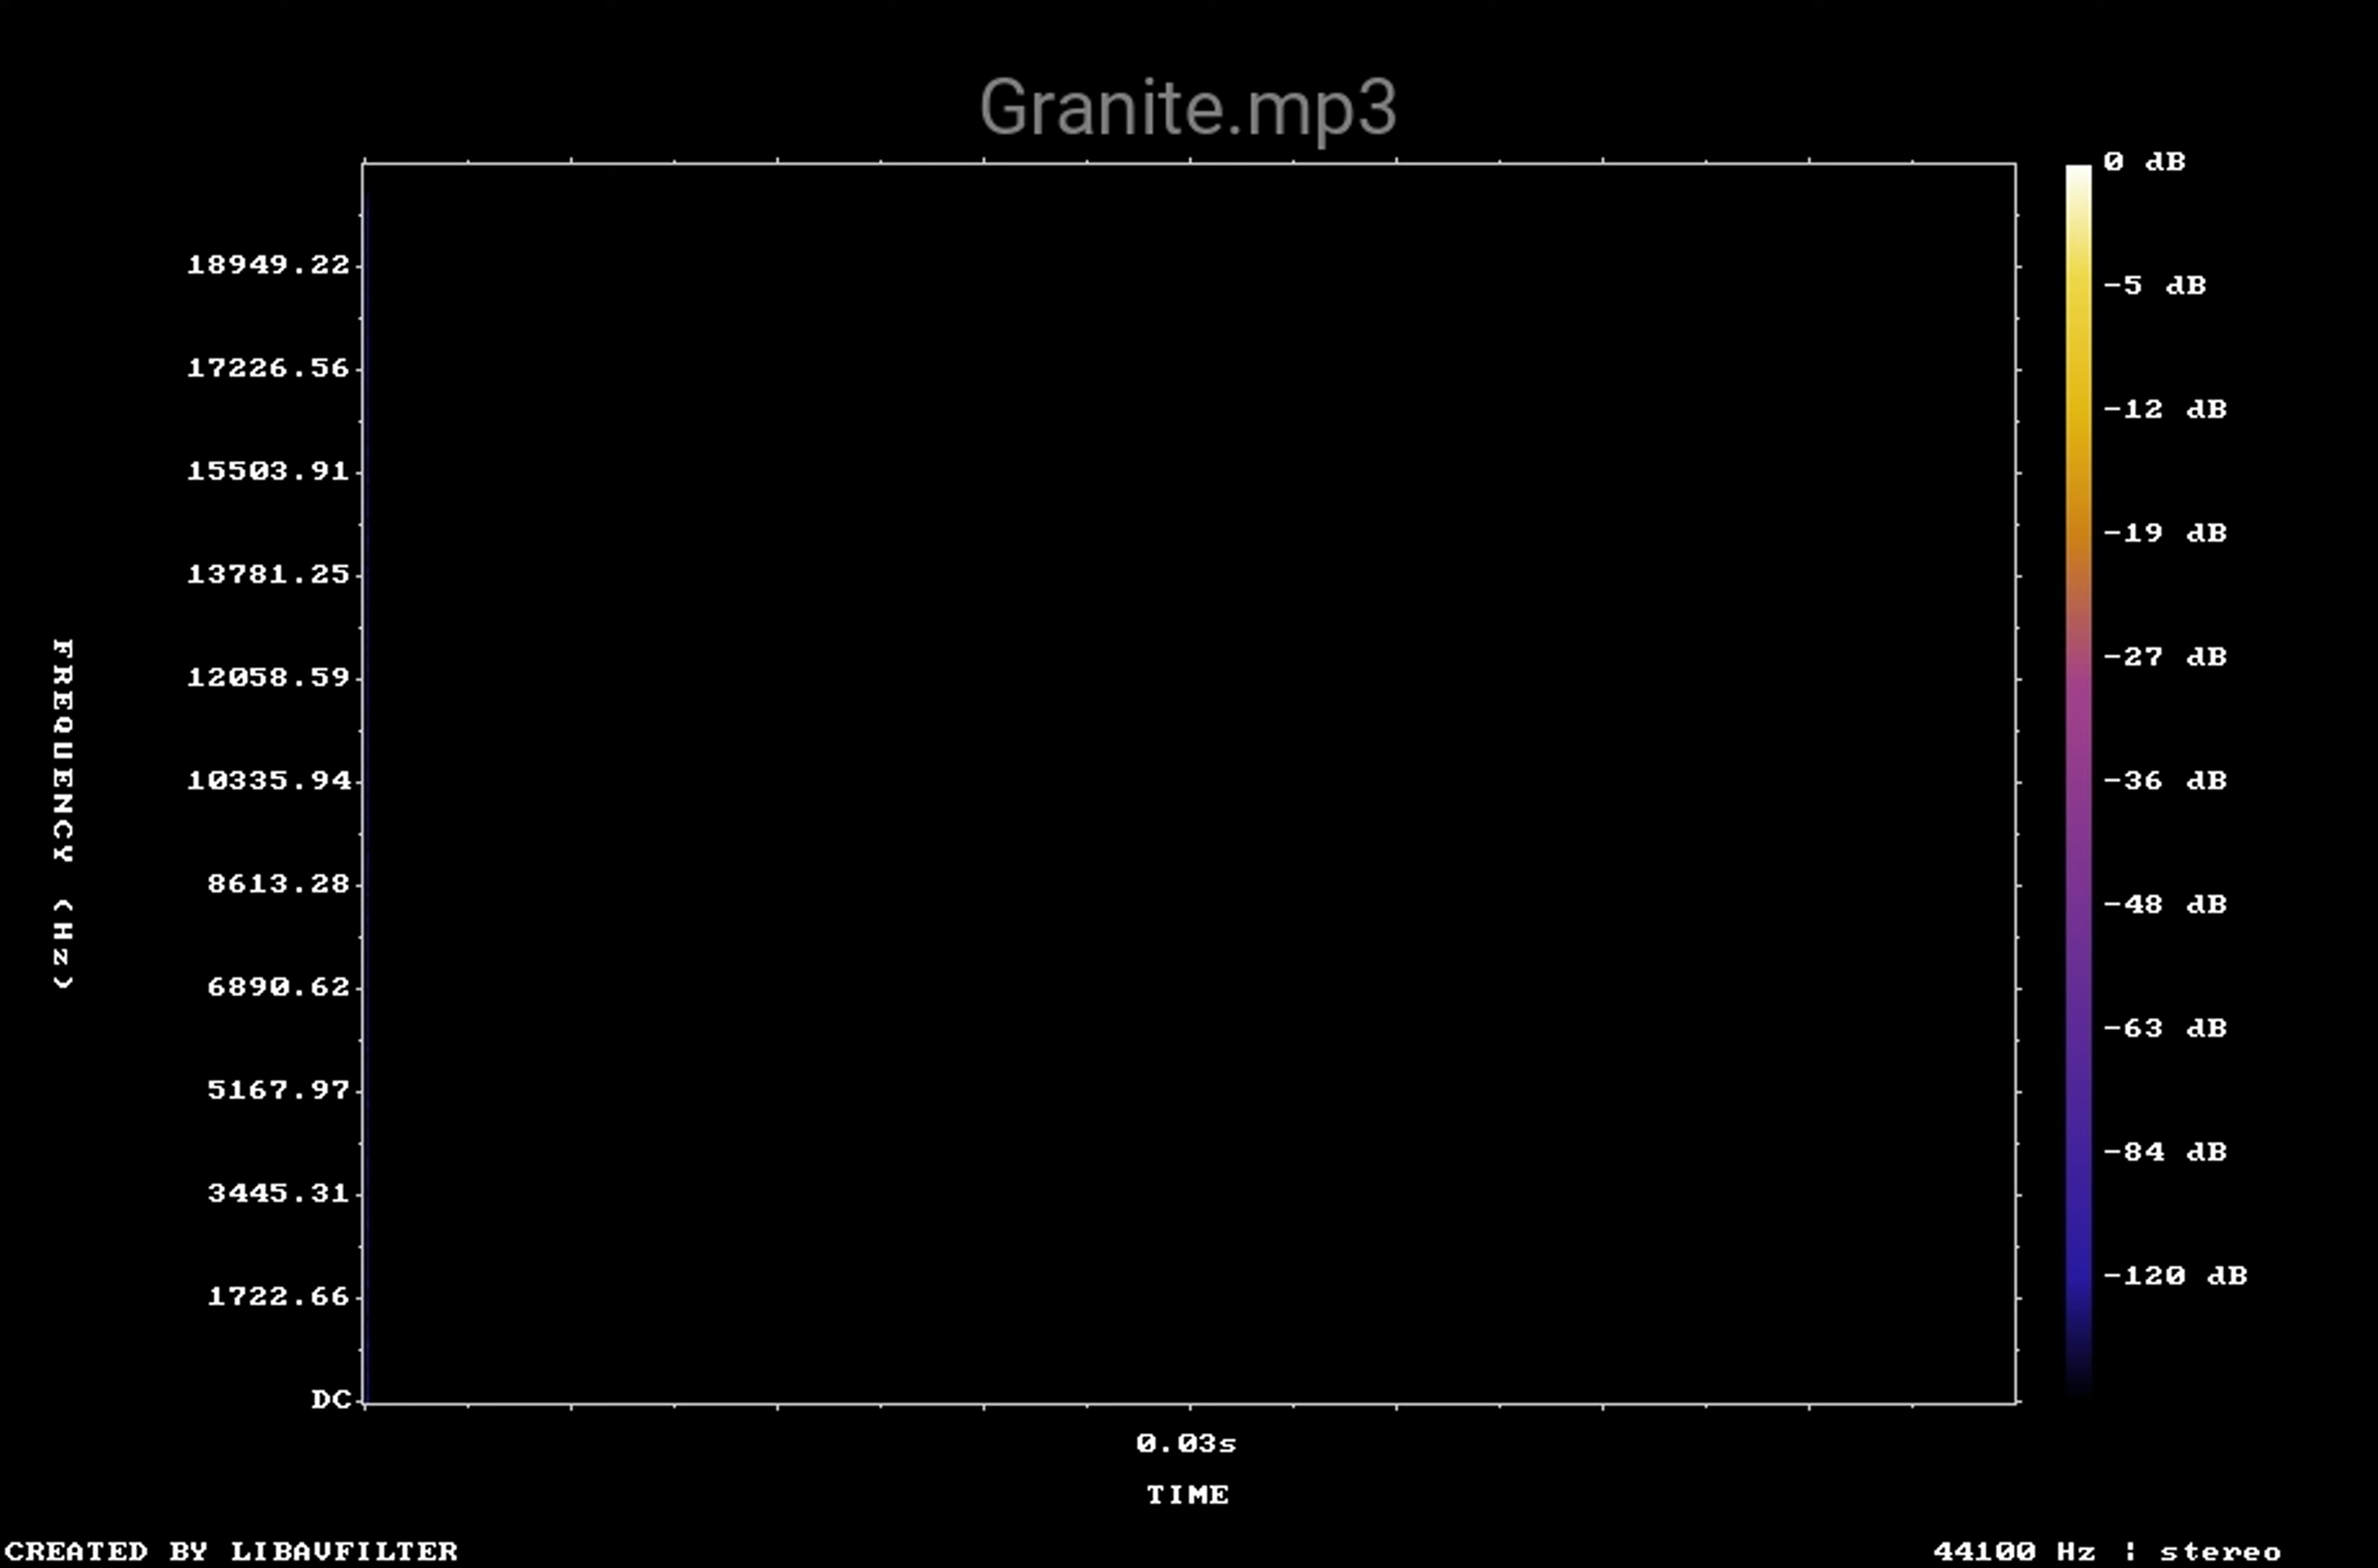 Granite.mp3
0 dB
18949.22
-5 dB
17226.56
-12 dB
15503.91
-19 dB
13781.25
-27 dB
12058.59
10335.94
-36 dB
8613.28
-48 dB
6890.62
-63 dB
5167.97
-84 dB
3445.31
-120 dB
1722.66
DC
FREQUENCY (Hz)
0.03s
TIME
CREATED BY LIBAVFILTER
44100 Hz | stereo